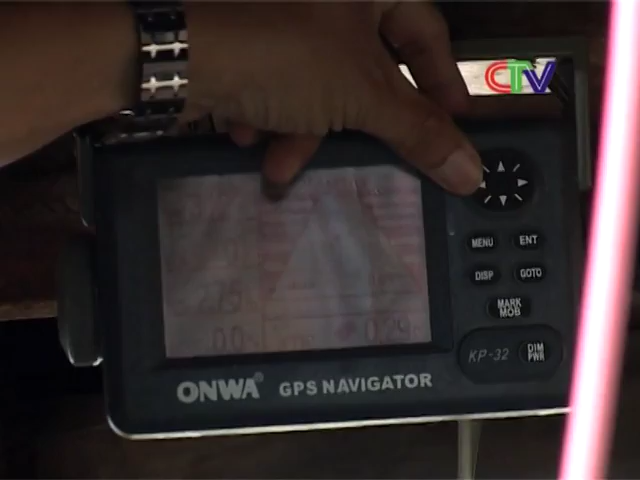 CTV
MENU ENT
DISP GOTO
MARK
MOB
KP-32 DIM
PWR
ONWA® GPS NAVIGATOR